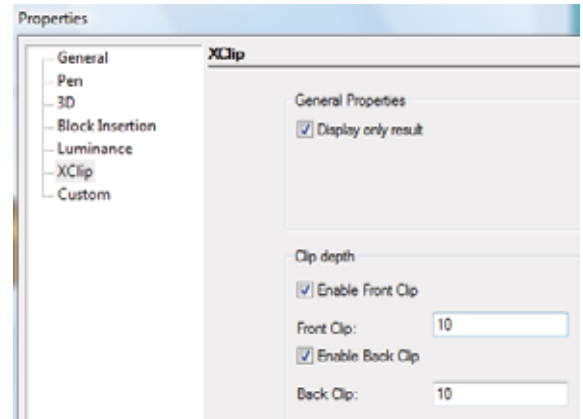 Properties
General
Pen
3D
Block Insertion
Luminance
XClip
Custom
XClip
General Properties
Display only result
Clip depth
Enable Front Clip
Front Clip: 10
Enable Back Clip
Back Clip: 10